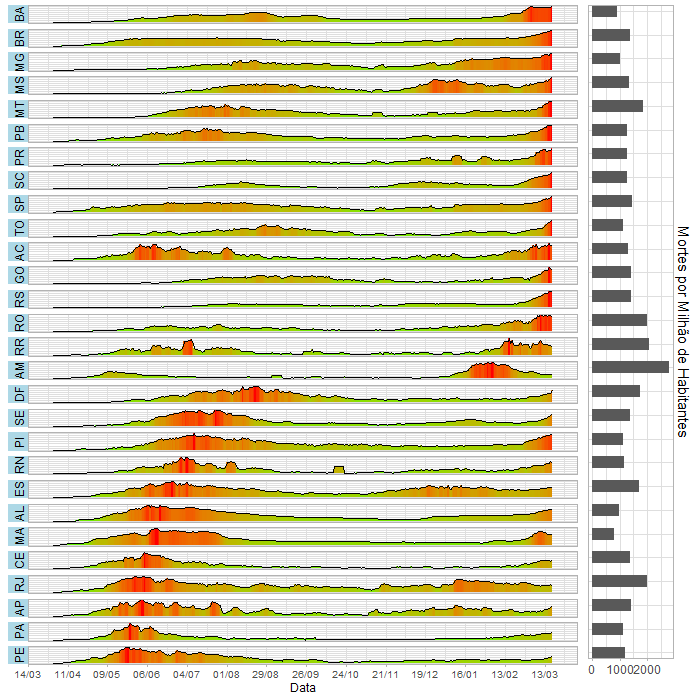 BA
BR
MG
MS
MT
PB
PR
SC
SP
TO
AC
GO
RS
RO
RR
AM
DF
SE
PI
RN
ES
AL
MA
CE
RJ
AP
PA
PE
14/03 11/04 09/05 06/06 04/07 01/08 29/08 26/09 24/10 21/11 19/12 16/01 13/02 13/03
Data
0 1000 2000
Mortes por Milhão de Habitantes